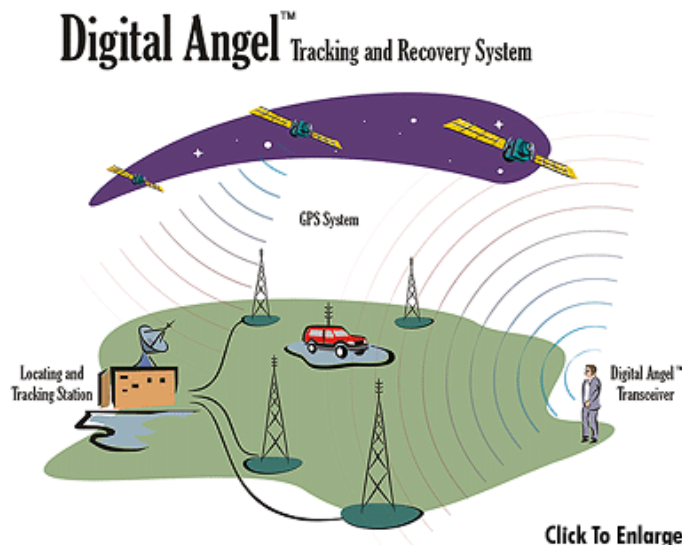 Digital Angel™ Tracking and Recovery System
GPS System
Locating and
Tracking Station
Digital Angel™
Transceiver
Click To Enlarge